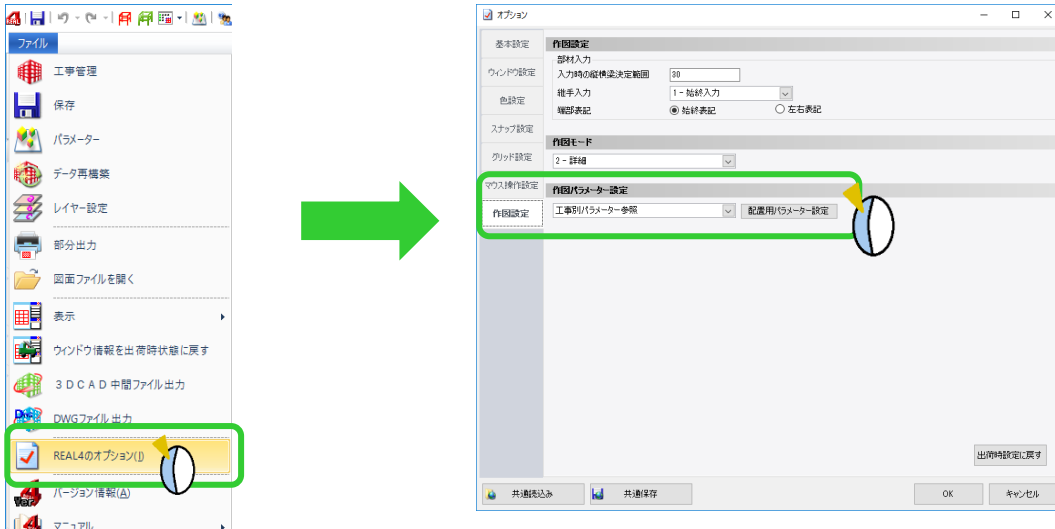 REAL
ファイル
工事管理
保存
パラメーター
データ再構築
レイヤー設定
部分出力
図面ファイルを開く
表示
ウィンドウ情報を出荷時状態に戻す
３ＤＣＡＤ中間ファイル出力
DWGファイル出力
REAL4のオプション(I)
バージョン情報(A)
マニュアル
オプション
基本設定
ウィンドウ設定
色設定
スナップ設定
グリッド設定
マウス操作設定
作図設定
作図設定
部材入力
入力時の縦横梁決定範囲 30
継手入力 1 - 始終入力
端部表記 始終表記 左右表記
作図モード
2 - 詳細
作図パラメーター設定
工事別パラメーター参照 配置用パラメーター設定
出荷時設定に戻す
共通読込み 共通保存 OK キャンセル